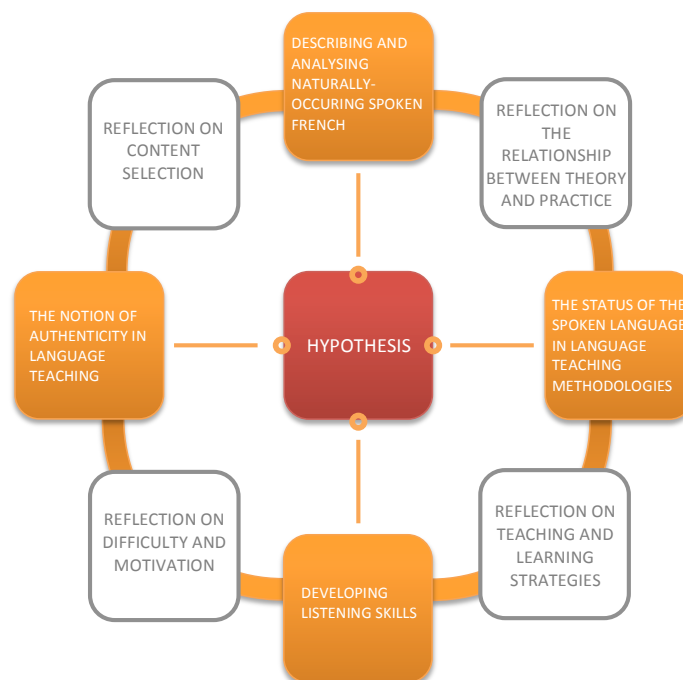 DESCRIBING AND
ANALYSING
NATURALLY-
OCCURING SPOKEN
FRENCH
REFLECTION ON
CONTENT
SELECTION
REFLECTION ON
THE
RELATIONSHIP
BETWEEN THEORY
AND PRACTICE
THE NOTION OF
AUTHENTICITY IN
LANGUAGE
TEACHING
HYPOTHESIS
THE STATUS OF THE
SPOKEN LANGUAGE
IN LANGUAGE
TEACHING
METHODOLOGIES
REFLECTION ON
DIFFICULTY AND
MOTIVATION
DEVELOPING
LISTENING SKILLS
REFLECTION ON
TEACHING AND
LEARNING
STRATEGIES